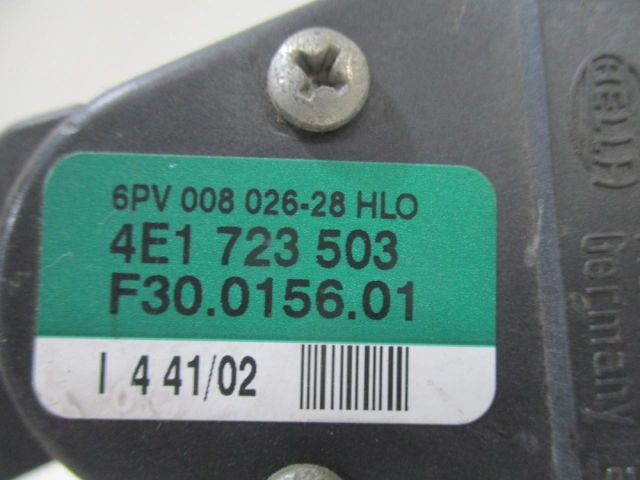 6PV 008 026-28 HLO
4E1 723 503
F30.0156.01
I 4 41/02
HELLA
Germany